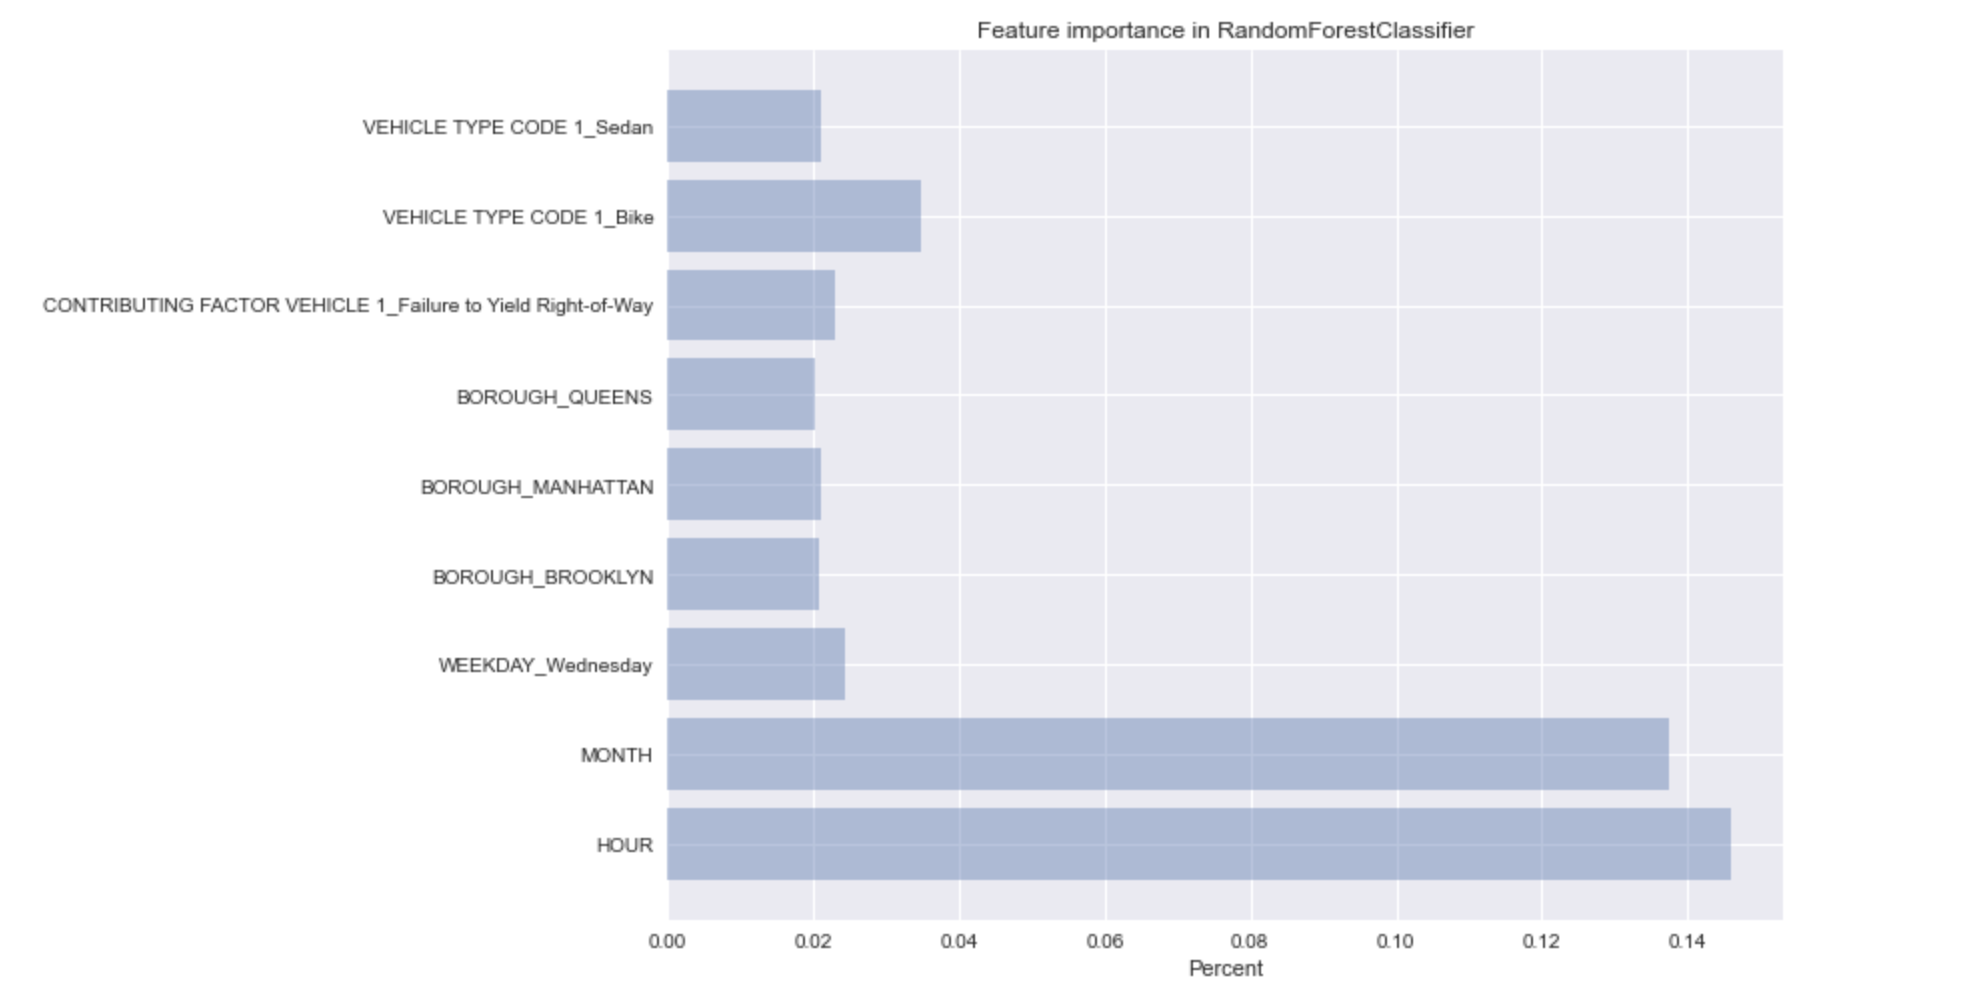 Feature importance in RandomForestClassifier
VEHICLE TYPE CODE 1_Sedan
VEHICLE TYPE CODE 1_Bike
CONTRIBUTING FACTOR VEHICLE 1_Failure to Yield Right-of-Way
BOROUGH_QUEENS
BOROUGH_MANHATTAN
BOROUGH_BROOKLYN
WEEKDAY_Wednesday
MONTH
HOUR
0.00 0.02 0.04 0.06 0.08 0.10 0.12 0.14
Percent